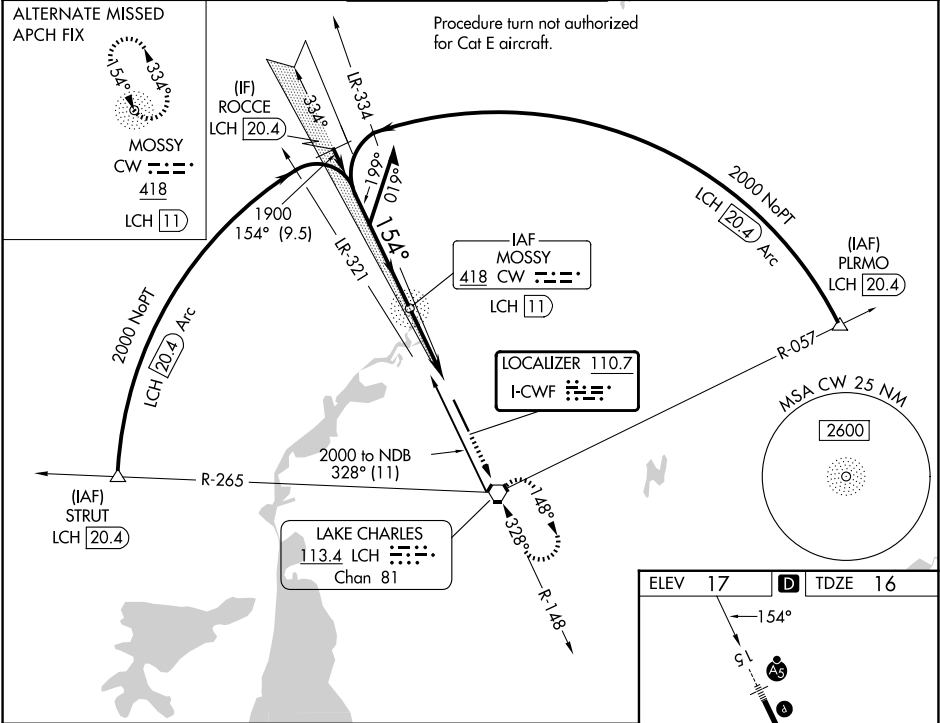 ALTERNATE MISSED
APCH FIX
154°
334°
MOSSY
CW
418
LCH 11
Procedure turn not authorized
for Cat E aircraft.
(IF)
ROCCE
LCH 20.4
334°
LR-334
199°
019°
1900
154° (9.5)
LR-321
154°
2000 NoPT
LCH 20.4 Arc
2000 NoPT
LCH 20.4 Arc
IAF
MOSSY
418 CW
LCH 11
(IAF)
PLRMO
LCH 20.4
R-057
LOCALIZER 110.7
I-CWF
MSA CW 25 NM
2600
2000 to NDB
328° (11)
R-265
(IAF)
STRUT
LCH 20.4
148°
328°
LAKE CHARLES
113.4 LCH
Chan 81
R-148
N
ELEV 17 D TDZE 16
154°
15
A5